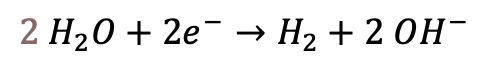 2 H₂O + 2e⁻ → H₂ + 2 OH⁻